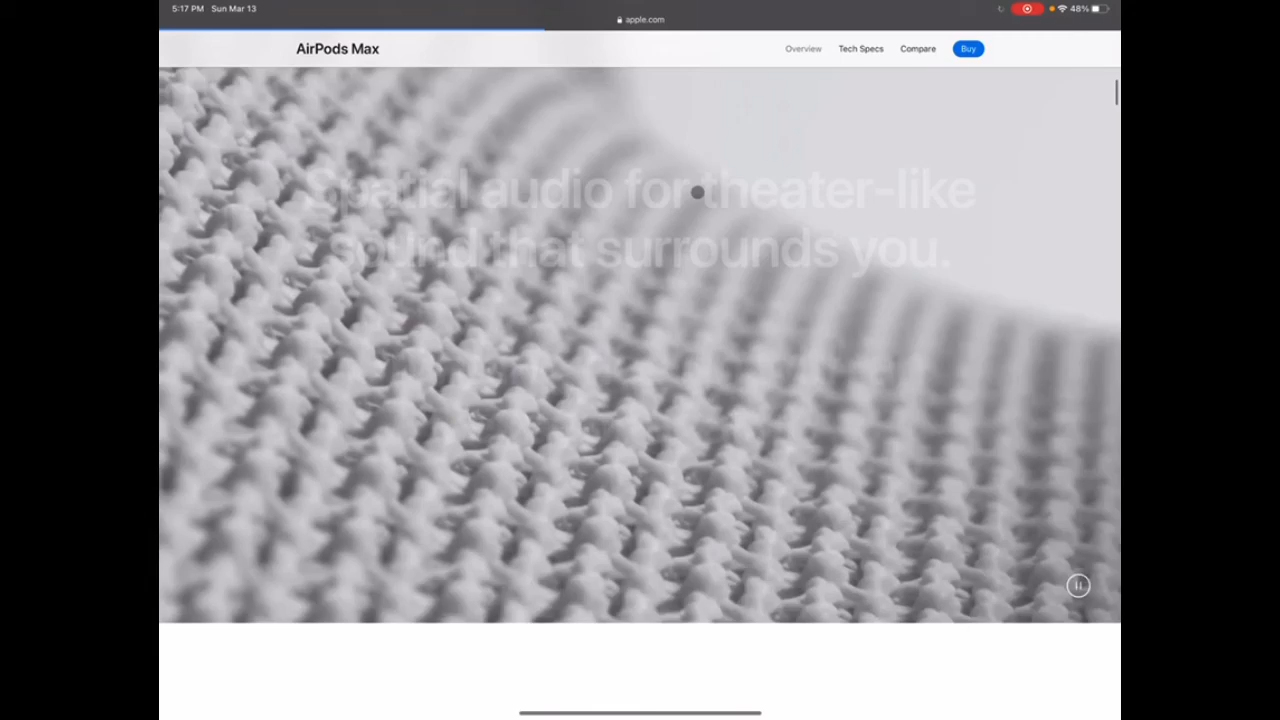 5:17 PM Sun Mar 13
48%
apple.com
AirPods Max
Overview Tech Specs Compare Buy
Spatial audio for theater-like
sound that surrounds you.